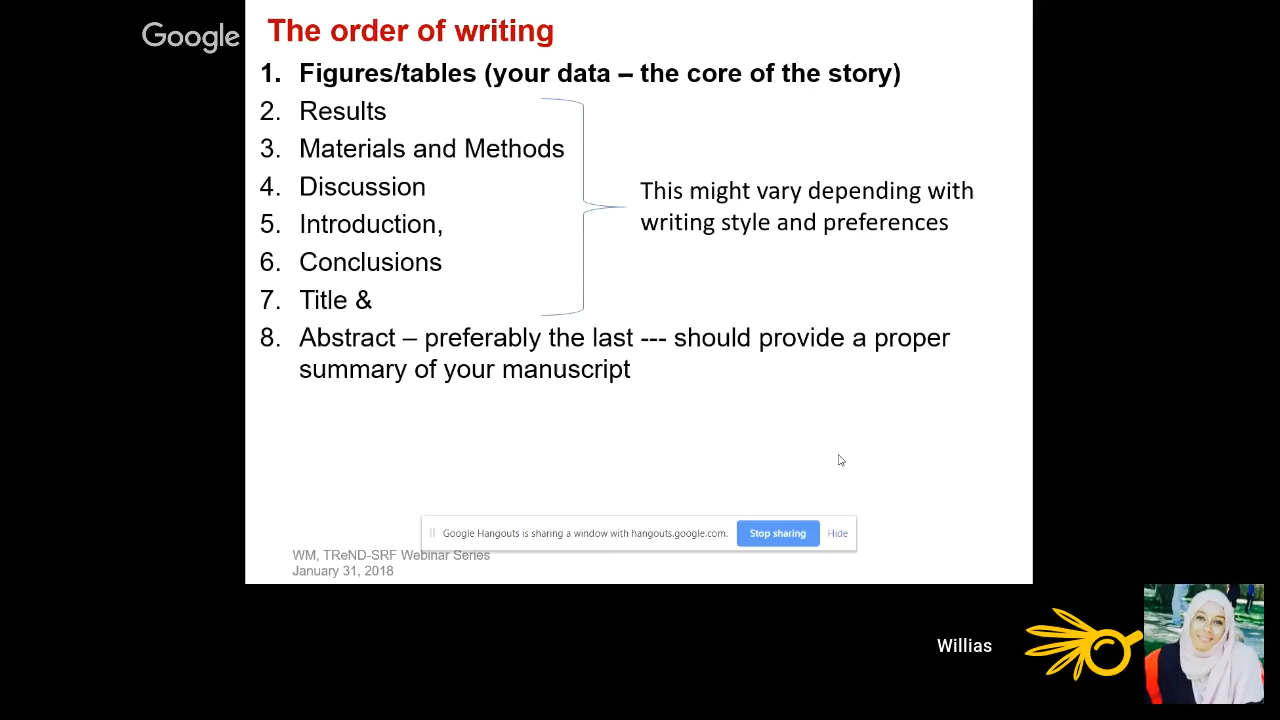 Google
The order of writing
1. Figures/tables (your data – the core of the story)
2. Results
3. Materials and Methods
4. Discussion
5. Introduction,
6. Conclusions
7. Title &
8. Abstract – preferably the last --- should provide a proper
summary of your manuscript
This might vary depending with
writing style and preferences
Google Hangouts is sharing a window with hangouts.google.com.
Stop sharing
Hide
WM, TReND-SRF Webinar Series
January 31, 2018
Willias